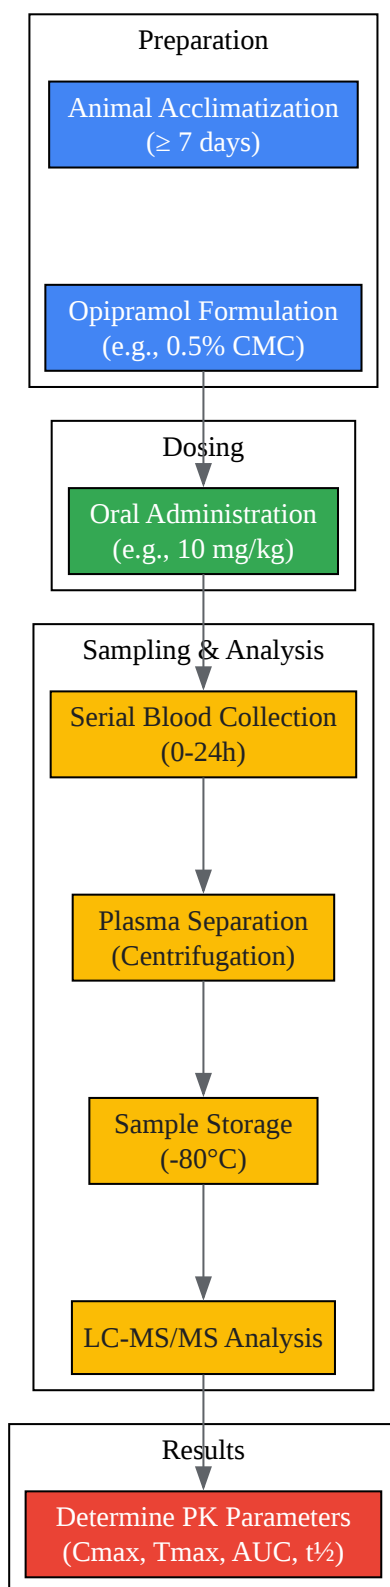 Preparation
Animal Acclimatization
(≥ 7 days)
Opipramol Formulation
(e.g., 0.5% CMC)
Dosing
Oral Administration
(e.g., 10 mg/kg)
Sampling & Analysis
Serial Blood Collection
(0-24h)
Plasma Separation
(Centrifugation)
Sample Storage
(-80°C)
LC-MS/MS Analysis
Results
Determine PK Parameters
(Cmax, Tmax, AUC, t½)